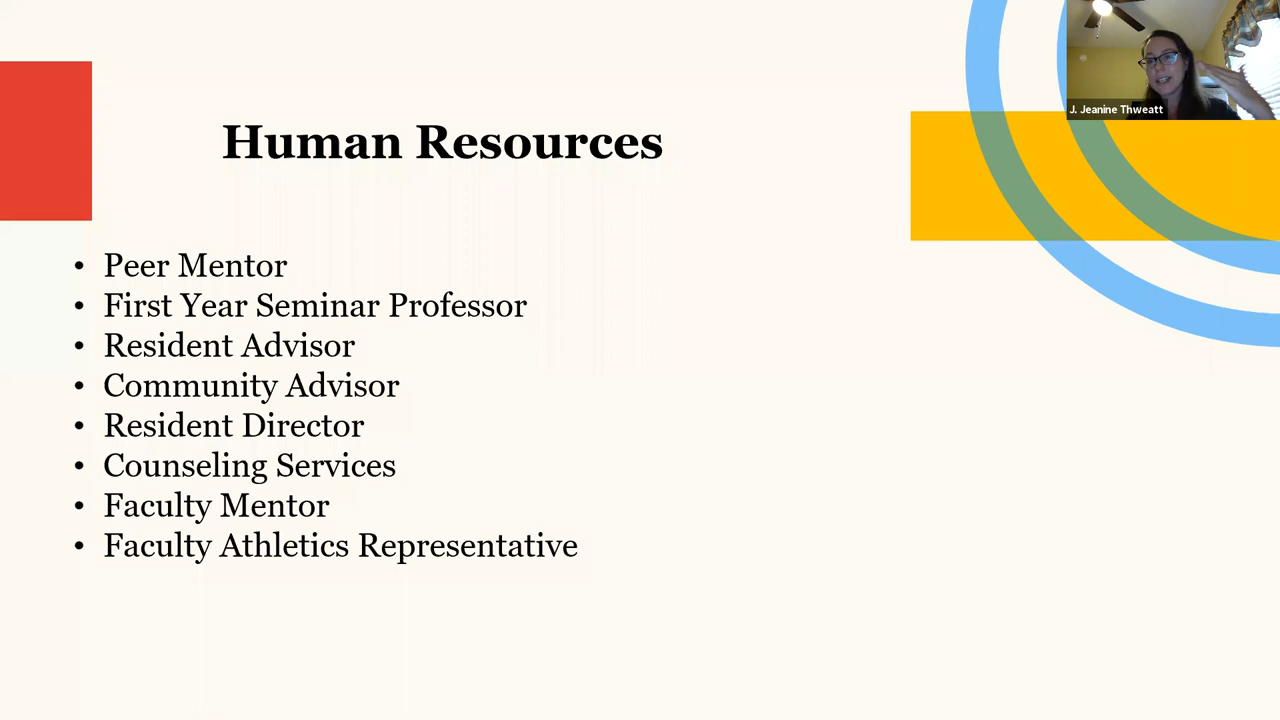 J. Jeanine Thweatt
Human Resources
• Peer Mentor
• First Year Seminar Professor
• Resident Advisor
• Community Advisor
• Resident Director
• Counseling Services
• Faculty Mentor
• Faculty Athletics Representative